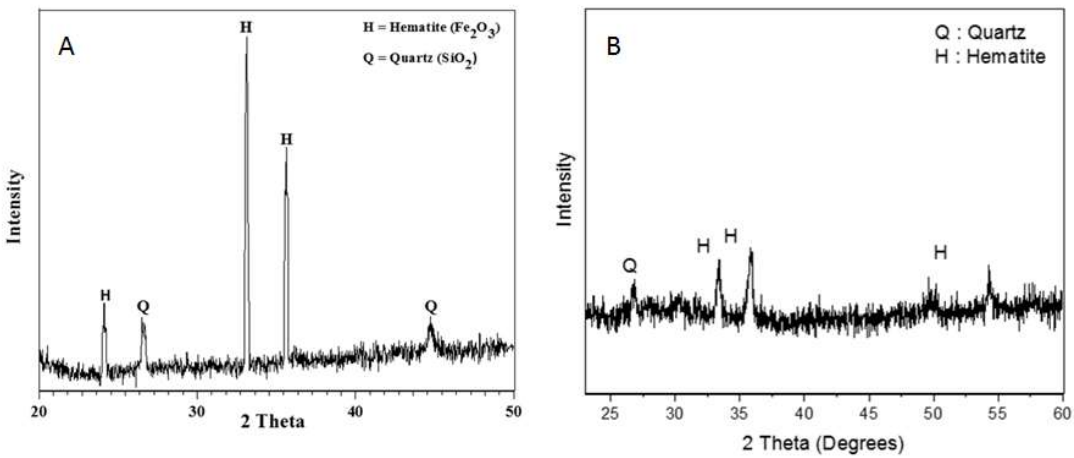 A
H = Hematite (Fe₂O₃)
Q = Quartz (SiO₂)
H
H
H
Q
Q
Intensity
20
30
40
50
2 Theta
B
Q : Quartz
H : Hematite
Q
H
H
H
Intensity
25
30
35
40
45
50
55
60
2 Theta (Degrees)